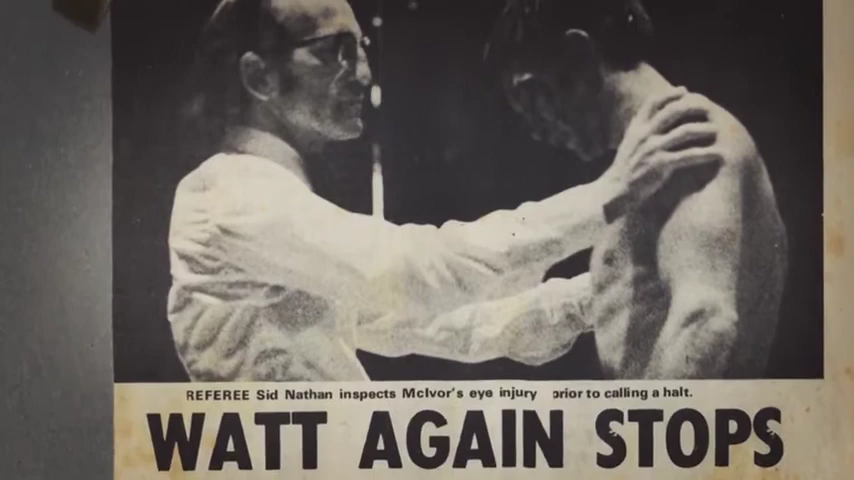 REFEREE Sid Nathan inspects McIvor's eye injury prior to calling a halt.
WATT AGAIN STOPS